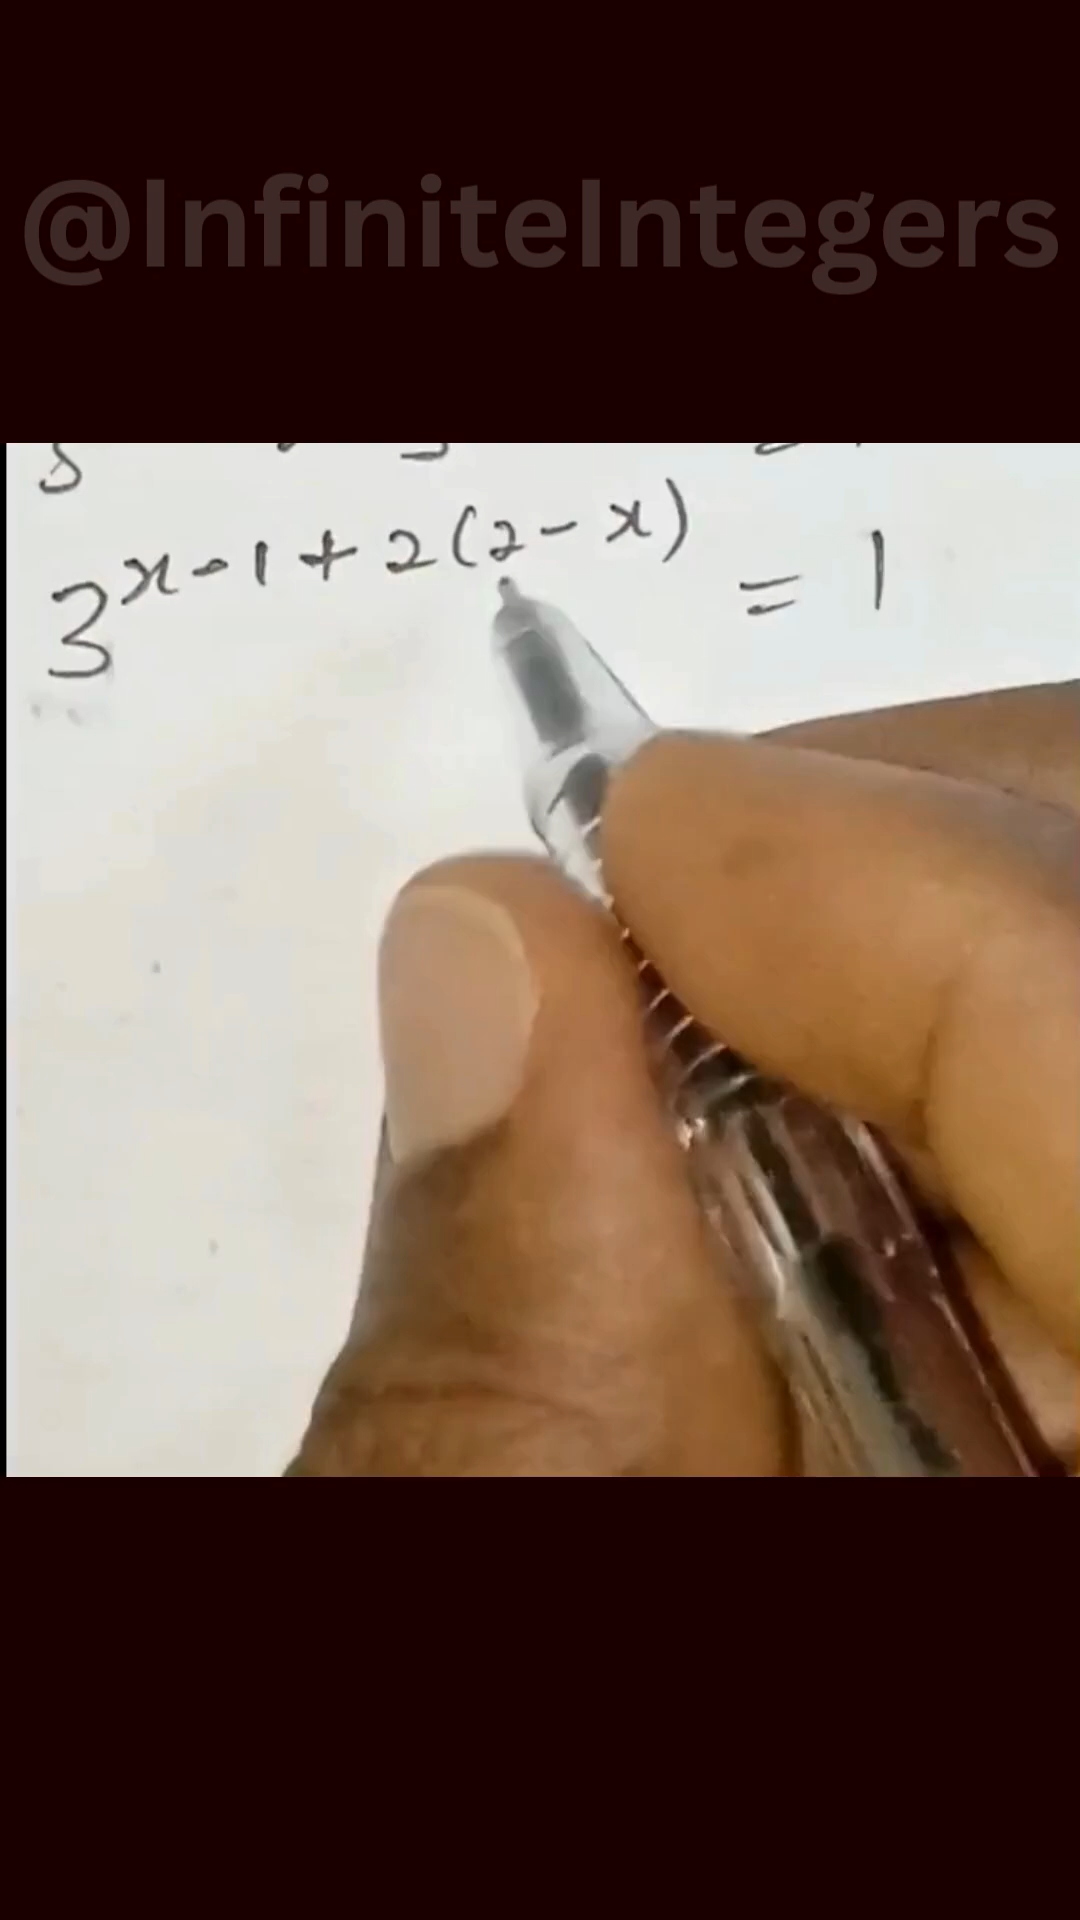 @InfiniteIntegers
3^{x-1+2(2-x)} = 1